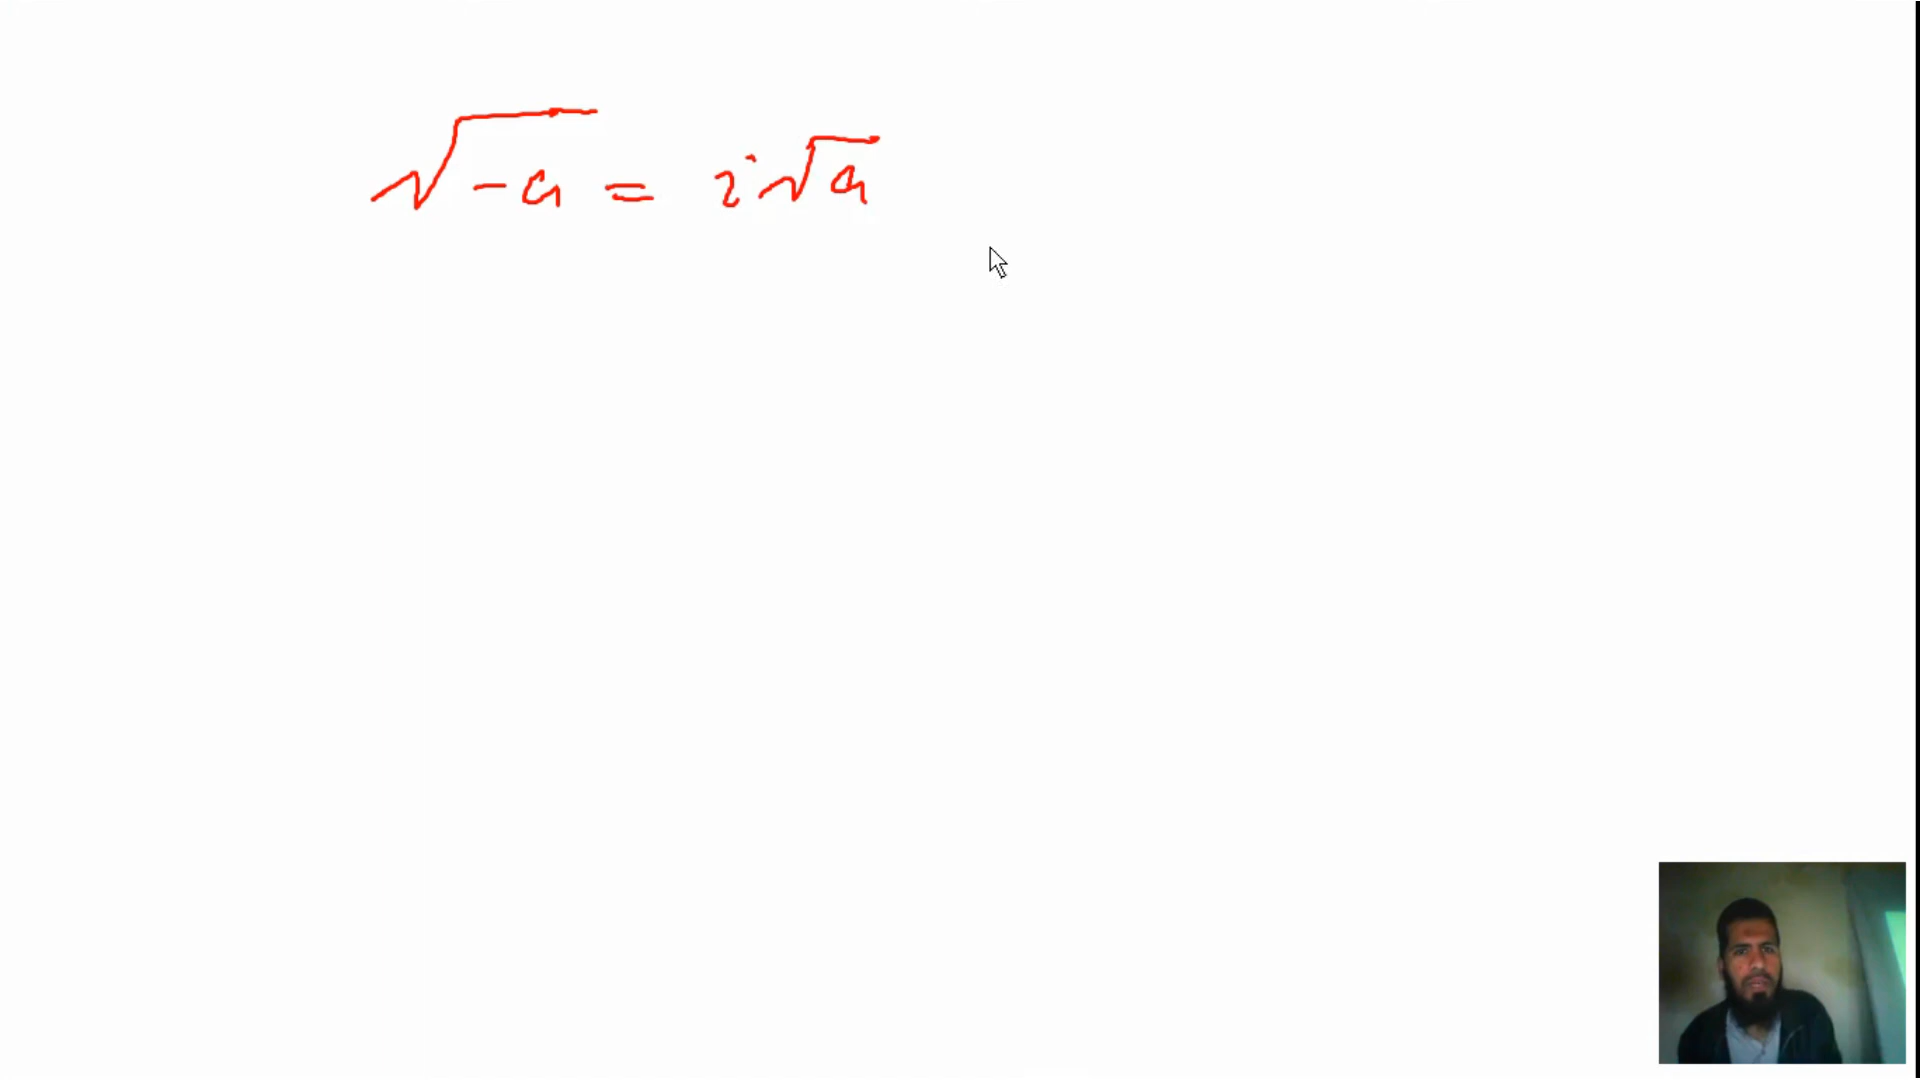 √-a = i√a